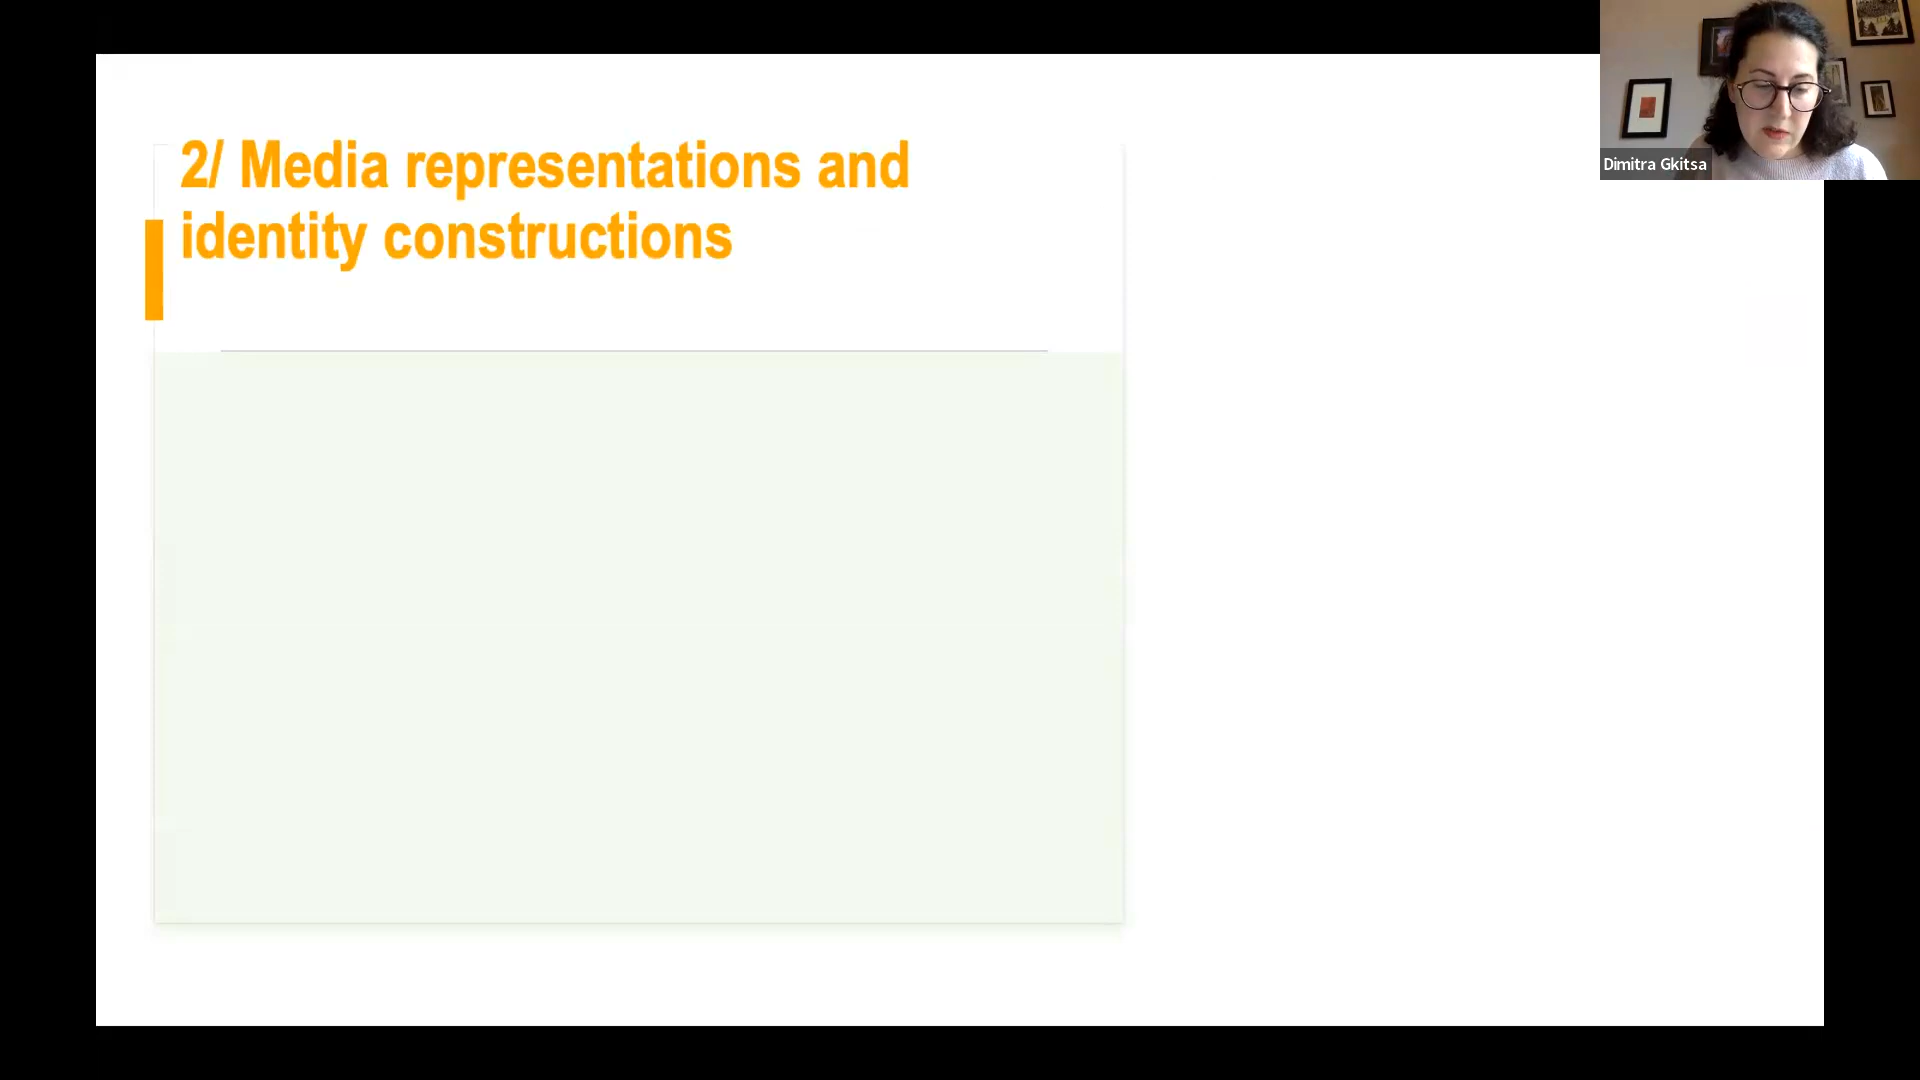 2/ Media representations and
identity constructions
Dimitra Gkitsa